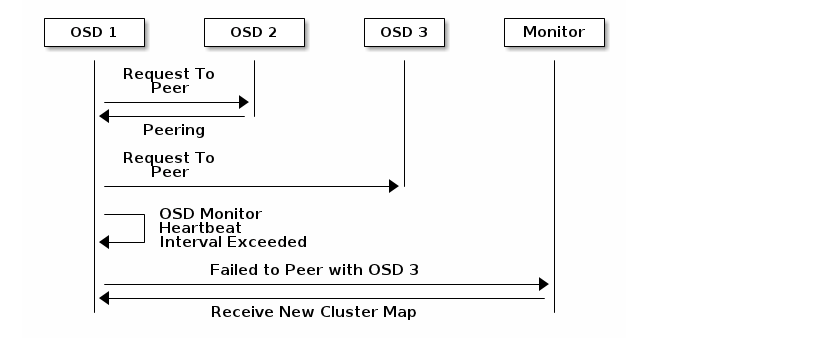 OSD 1
OSD 2
OSD 3
Monitor
Request To
Peer
Peering
Request To
Peer
OSD Monitor
Heartbeat
Interval Exceeded
Failed to Peer with OSD 3
Receive New Cluster Map